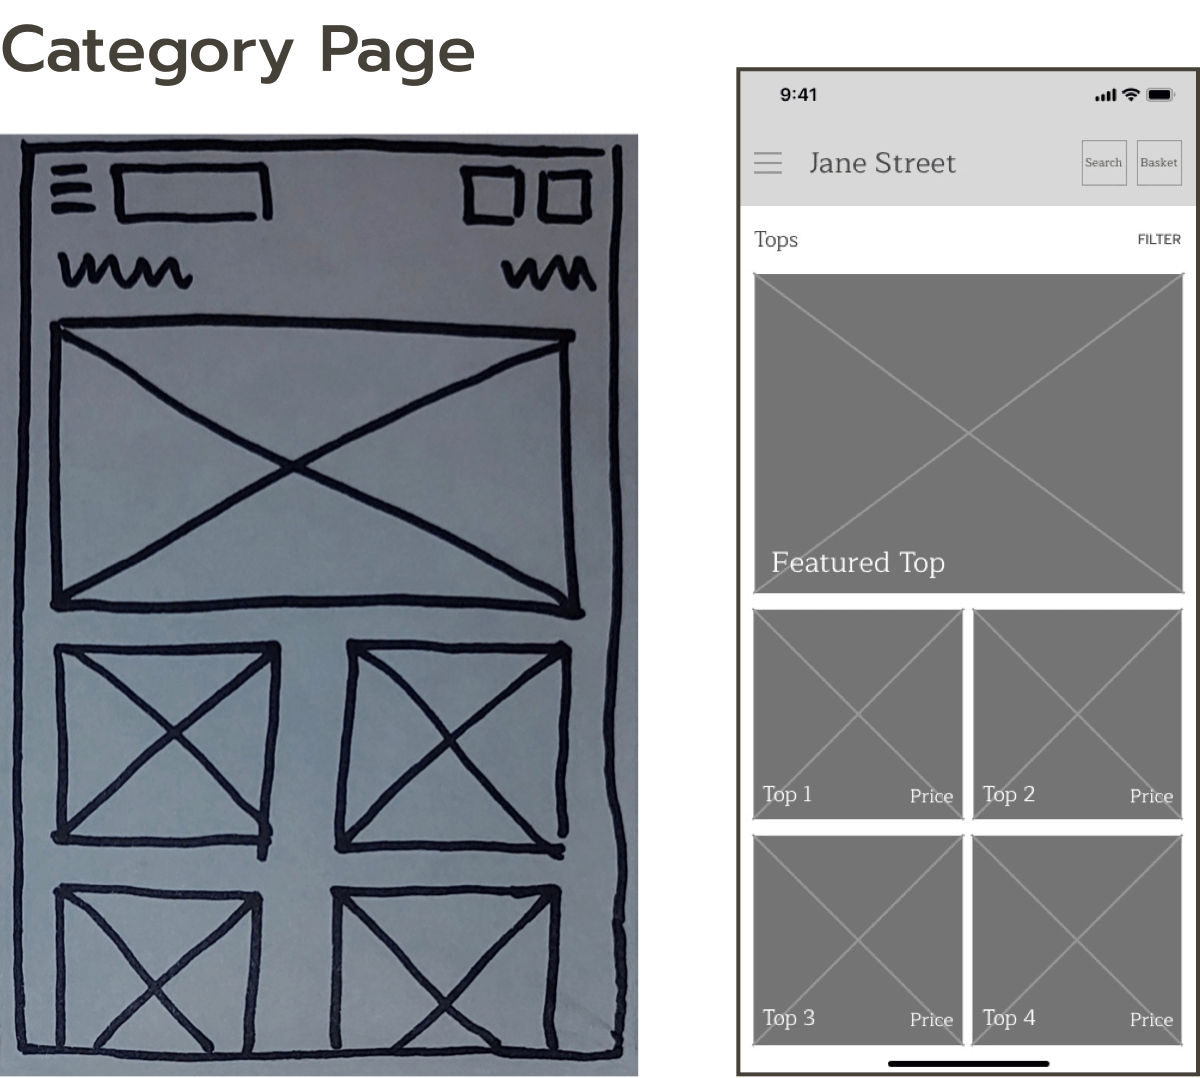 Category Page
9:41
Jane Street
Search
Basket
Tops
FILTER
Featured Top
Top 1
Price
Top 2
Price
Top 3
Price
Top 4
Price